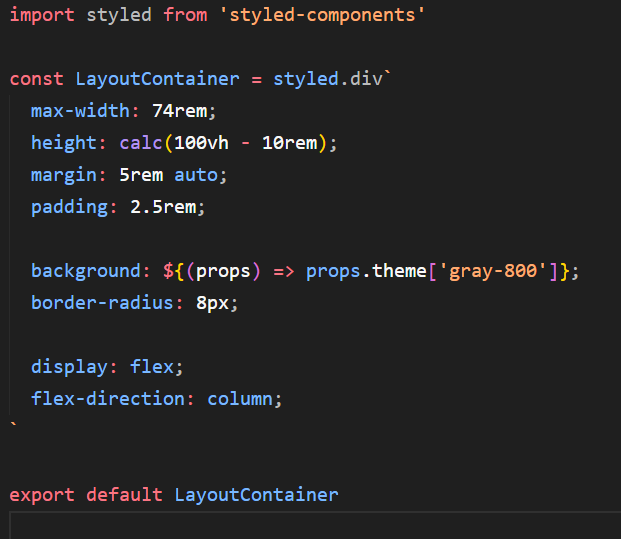 import styled from 'styled-components'
const LayoutContainer = styled.div`
max-width: 74rem;
height: calc(100vh - 10rem);
margin: 5rem auto;
padding: 2.5rem;
background: ${(props) => props.theme['gray-800']};
border-radius: 8px;
display: flex;
flex-direction: column;
`
export default LayoutContainer